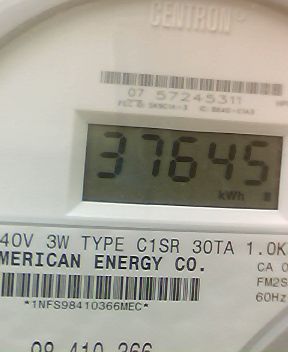 CENTRON
07 57245311
37645
kWh
40V 3W TYPE C1SR 30TA 1.0K
MERICAN ENERGY CO.
CA 0
FM2S
60Hz
*1NFS98410366MEC*
98 410 366